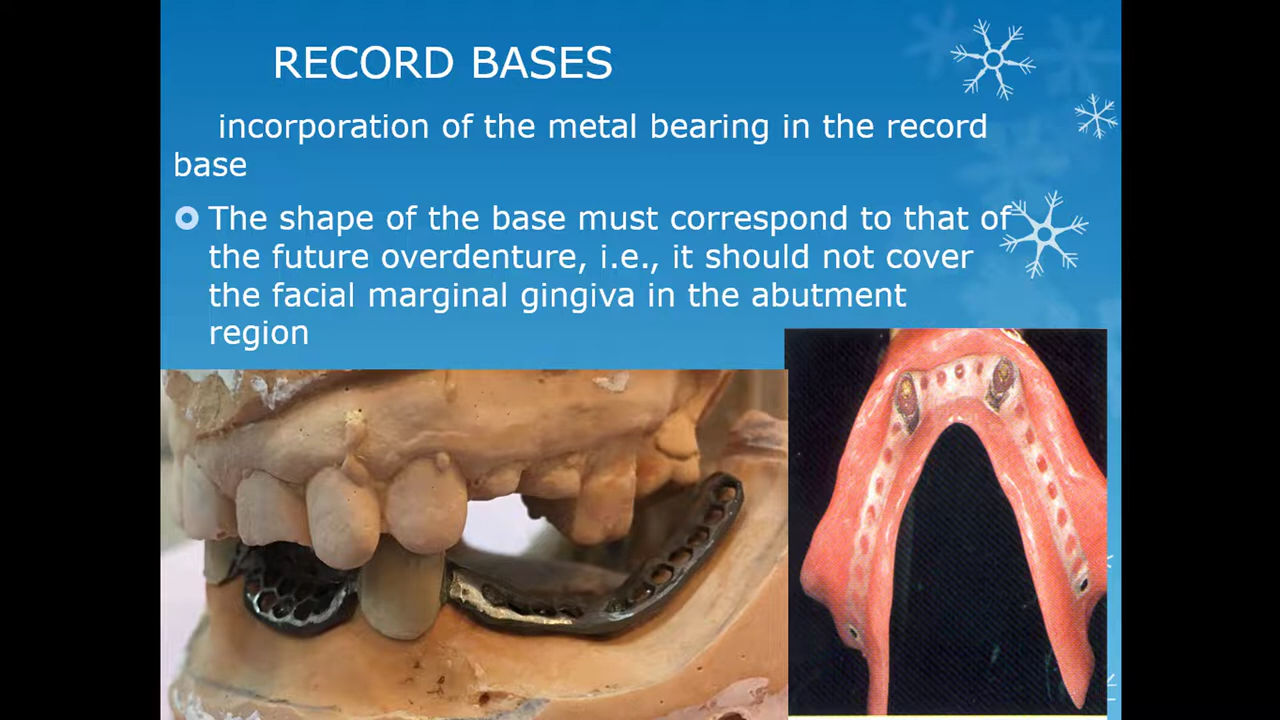 RECORD BASES
incorporation of the metal bearing in the record
base
The shape of the base must correspond to that of
the future overdenture, i.e., it should not cover
the facial marginal gingiva in the abutment
region